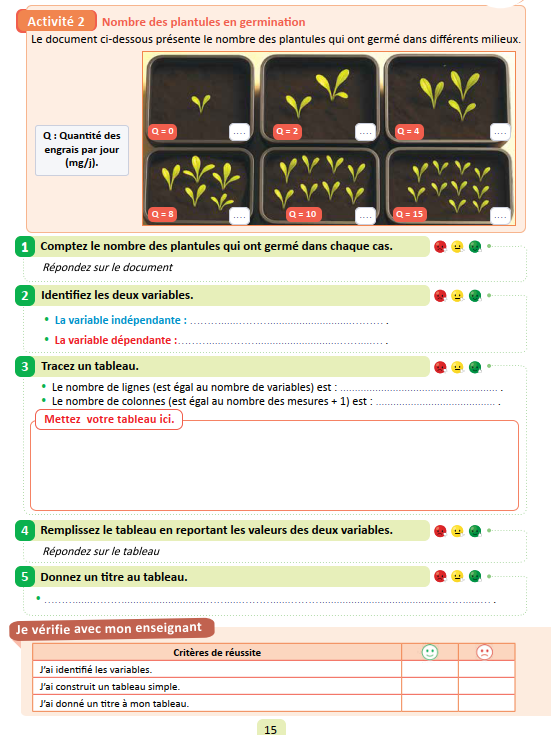 Activité 2
Nombre des plantules en germination
Le document ci-dessous présente le nombre des plantules qui ont germé dans différents milieux.
Q : Quantité des
engrais par jour
(mg/j).
Q = 0
....
Q = 2
....
Q = 4
....
Q = 8
....
Q = 10
....
Q = 15
....
1 Comptez le nombre des plantules qui ont germé dans chaque cas.
Répondez sur le document
2 Identifiez les deux variables.
• La variable indépendante : ........................................................ .
• La variable dépendante :........................................................... .
3 Tracez un tableau.
• Le nombre de lignes (est égal au nombre de variables) est : ................................................ .
• Le nombre de colonnes (est égal au nombre des mesures + 1) est : .................................... .
Mettez votre tableau ici.
4 Remplissez le tableau en reportant les valeurs des deux variables.
Répondez sur le tableau
5 Donnez un titre au tableau.
• ................................................................................................................................ .
Je vérifie avec mon enseignant
Critères de réussite
J'ai identifié les variables.
J'ai construit un tableau simple.
J'ai donné un titre à mon tableau.
15